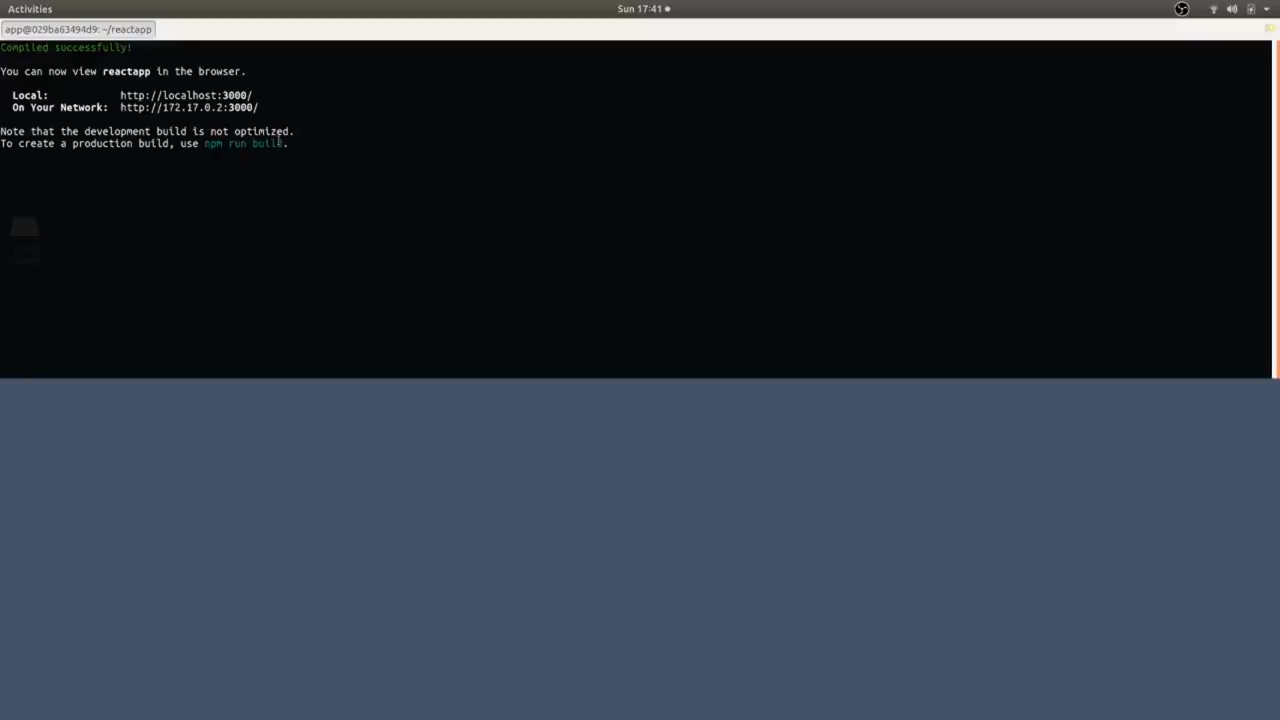 Activities
Sun 17:41
app@029ba63494d9: ~/reactapp
Compiled successfully!
You can now view reactapp in the browser.
Local: http://localhost:3000/
On Your Network: http://172.17.0.2:3000/
Note that the development build is not optimized.
To create a production build, use npm run build.